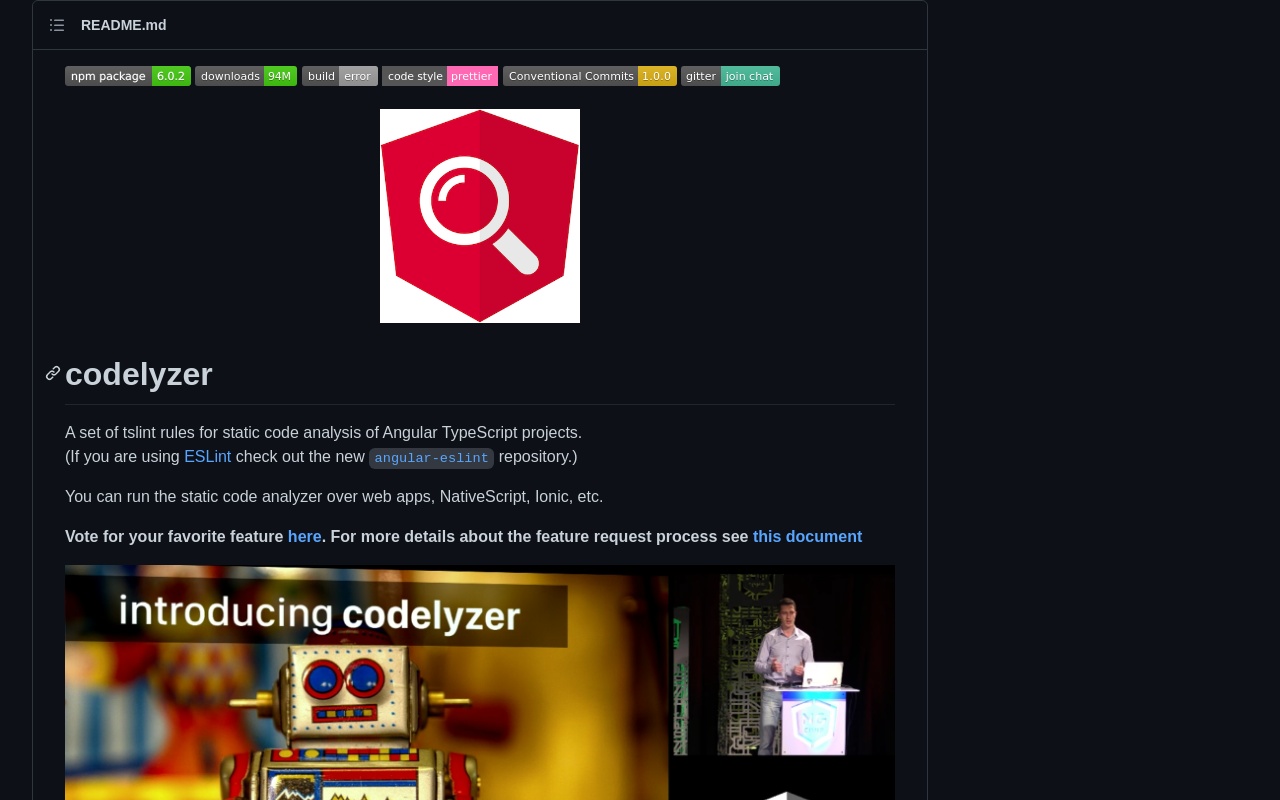 README.md
npm package 6.0.2 downloads 94M build error code style prettier Conventional Commits 1.0.0 gitter join chat
codelyzer
A set of tslint rules for static code analysis of Angular TypeScript projects.
(If you are using ESLint check out the new angular-eslint repository.)
You can run the static code analyzer over web apps, NativeScript, Ionic, etc.
Vote for your favorite feature here. For more details about the feature request process see this document
introducing codelyzer